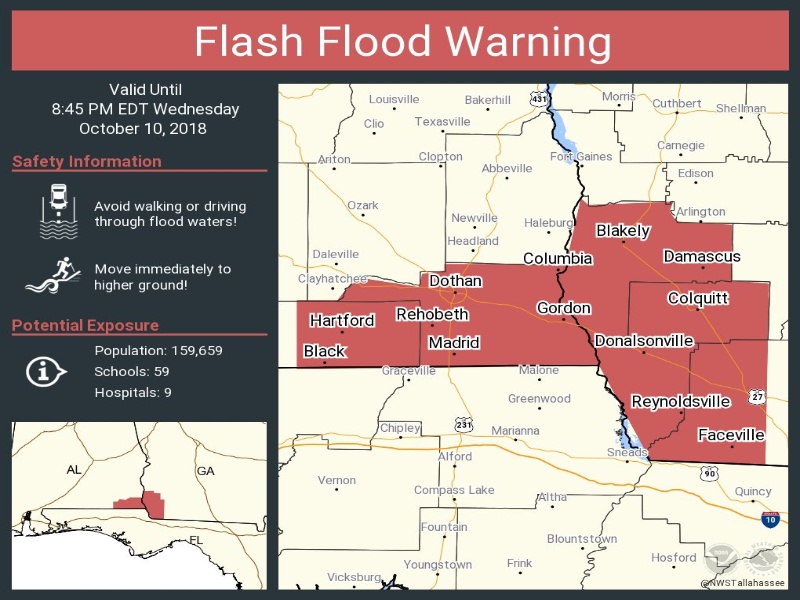 Flash Flood Warning
Valid Until
8:45 PM EDT Wednesday
October 10, 2018
Safety Information
Avoid walking or driving
through flood waters!
Move immediately to
higher ground!
Potential Exposure
Population: 159,659
Schools: 59
Hospitals: 9
AL
GA
FL
Louisville
Bakerhill
431
Morris
Cuthbert
Shellman
Clio
Texasville
Carnegie
Ariton
Clopton
Abbeville
Fort Gaines
Edison
Ozark
Newville
Haleburg
Arlington
Blakely
Headland
Daleville
Columbia
Damascus
Clayhatchee
Dothan
Colquitt
Hartford
Rehobeth
Gordon
Black
Madrid
Donalsonville
Graceville
Malone
Greenwood
Reynoldsville
27
Chipley
231
Marianna
Faceville
Alford
Sneads
90
Vernon
Compass Lake
Altha
Quincy
10
Fountain
Blountstown
Youngstown
Frink
Hosford
Vicksburg
@NWSTallahassee